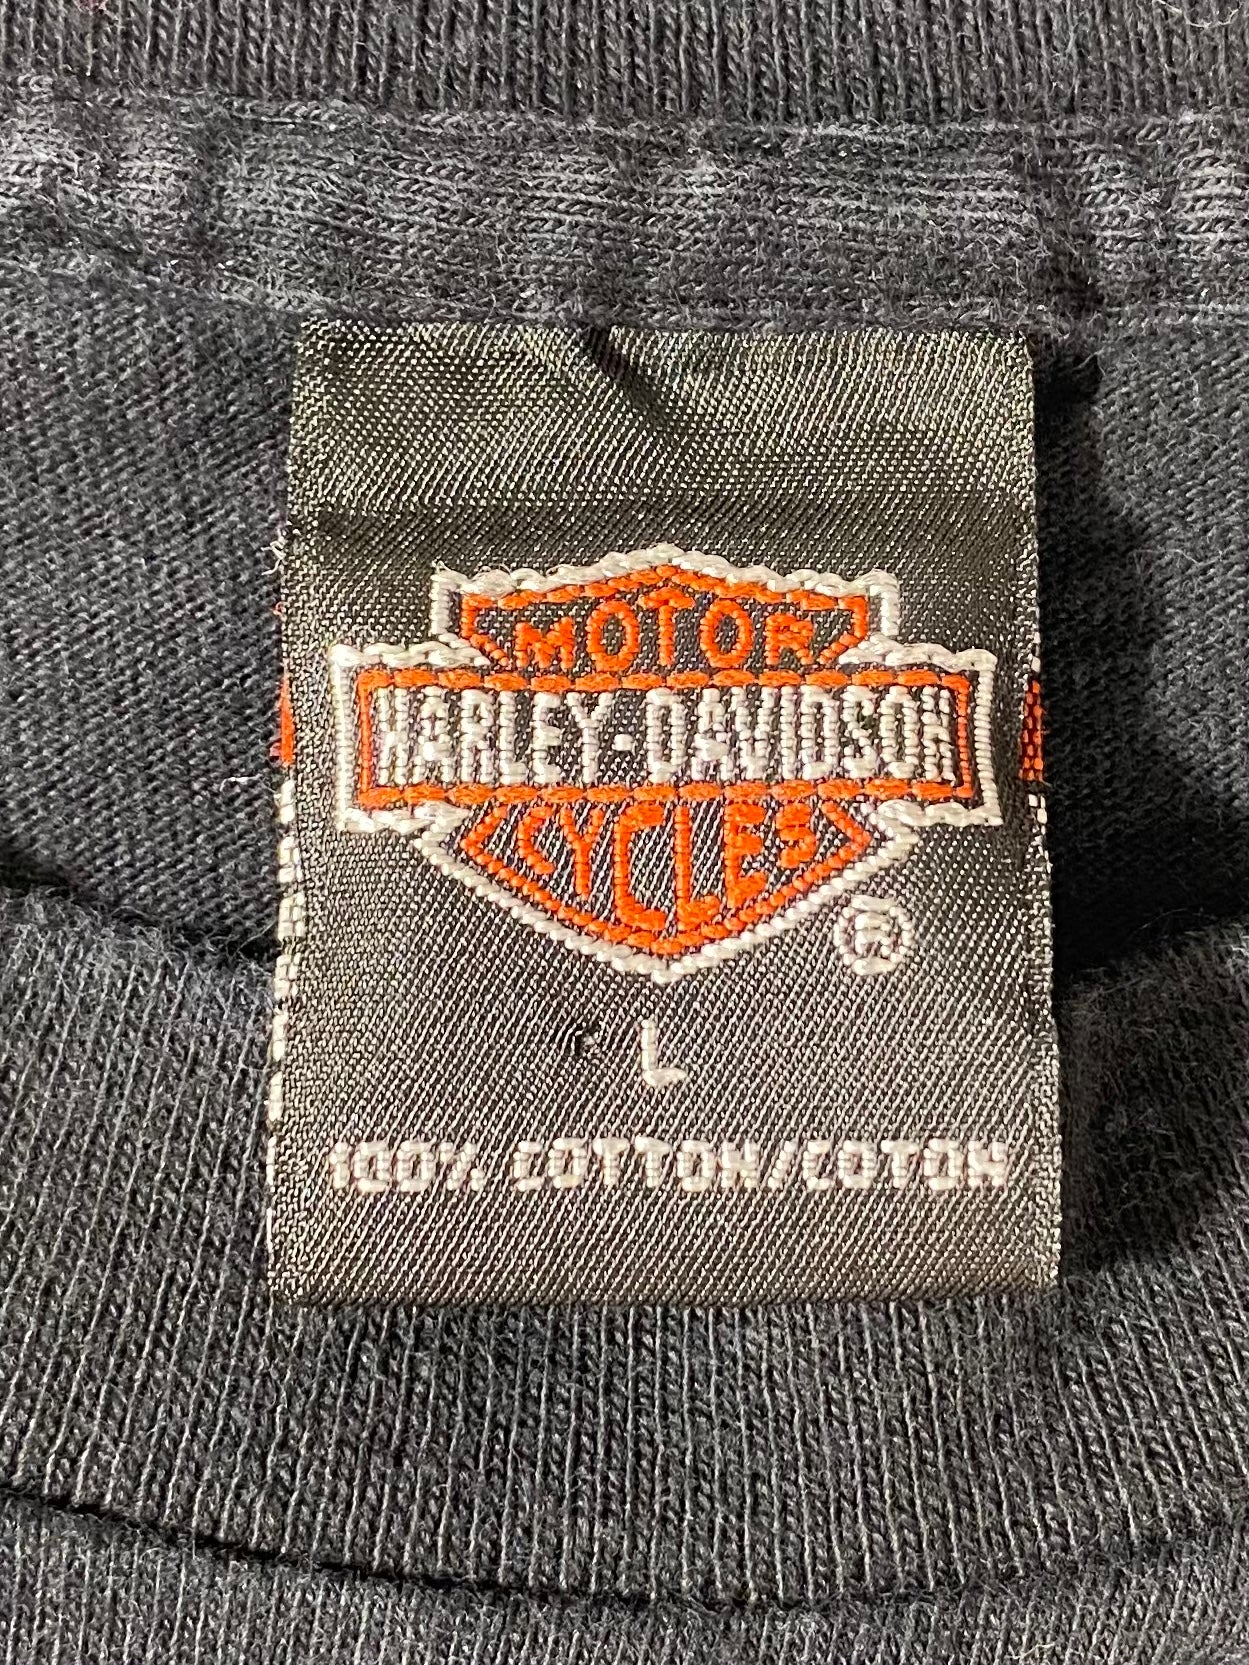 MOTOR
HARLEY-DAVIDSON
CYCLES
®
L
100% COTTON/COTON